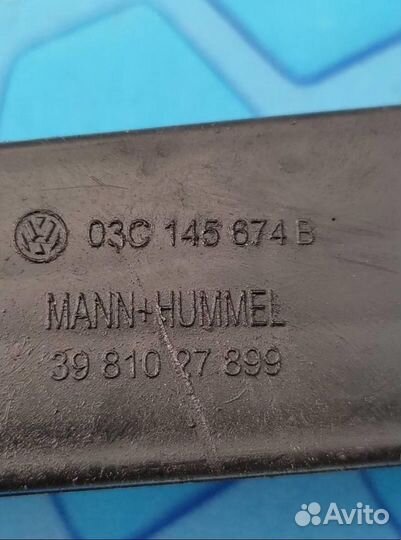 03C 145 674 B
MANN+HUMMEL
39 810 27 899
Avito